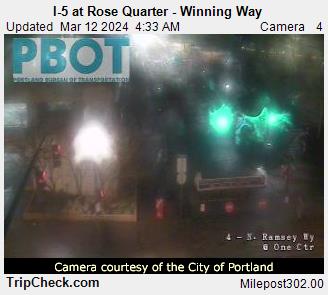 I-5 at Rose Quarter - Winning Way
Updated Mar 12 2024 4:33 AM Camera 4
PBOT
PORTLAND BUREAU OF TRANSPORTATION
4 - N. Ramsey Wy
@ One Ctr
Camera courtesy of the City of Portland
TripCheck.com Milepost302.00